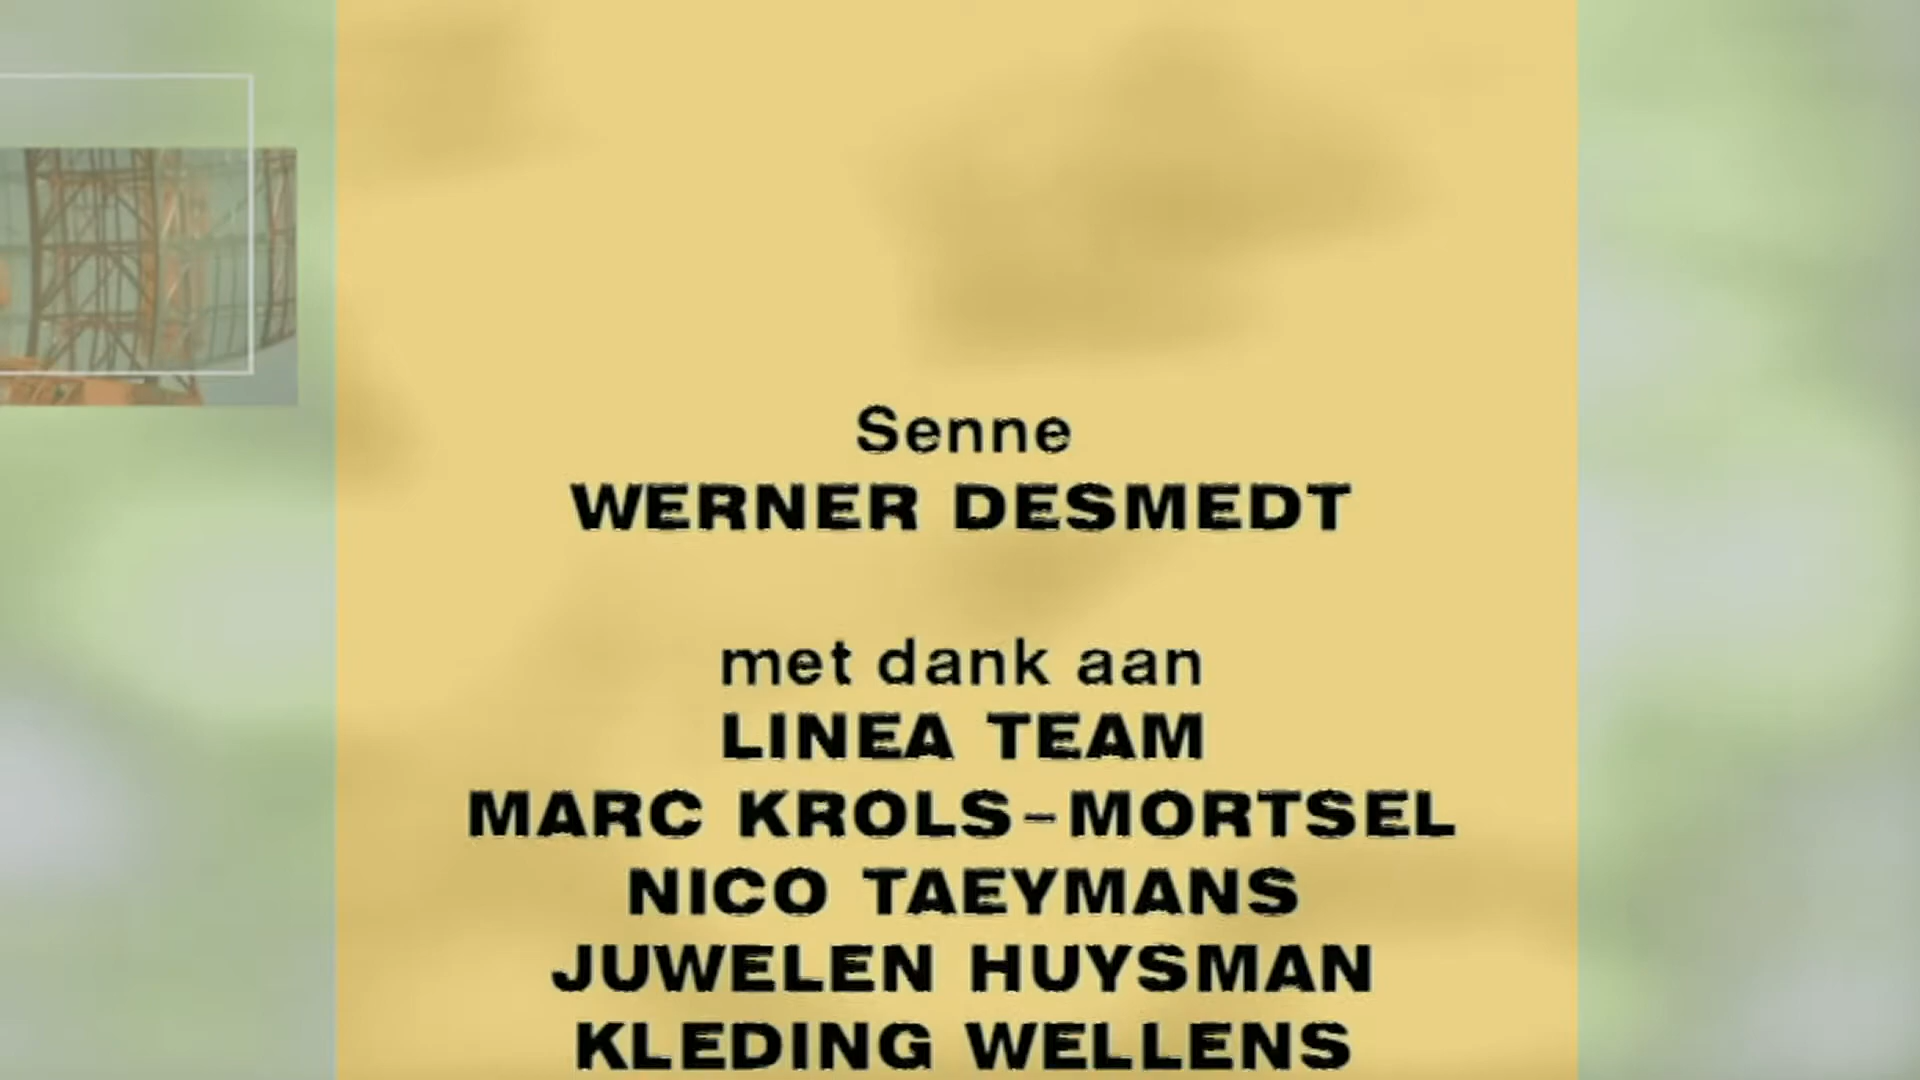 Senne
WERNER DESMEDT
met dank aan
LINEA TEAM
MARC KROLS-MORTSEL
NICO TAEYMANS
JUWELEN HUYSMAN
KLEDING WELLENS